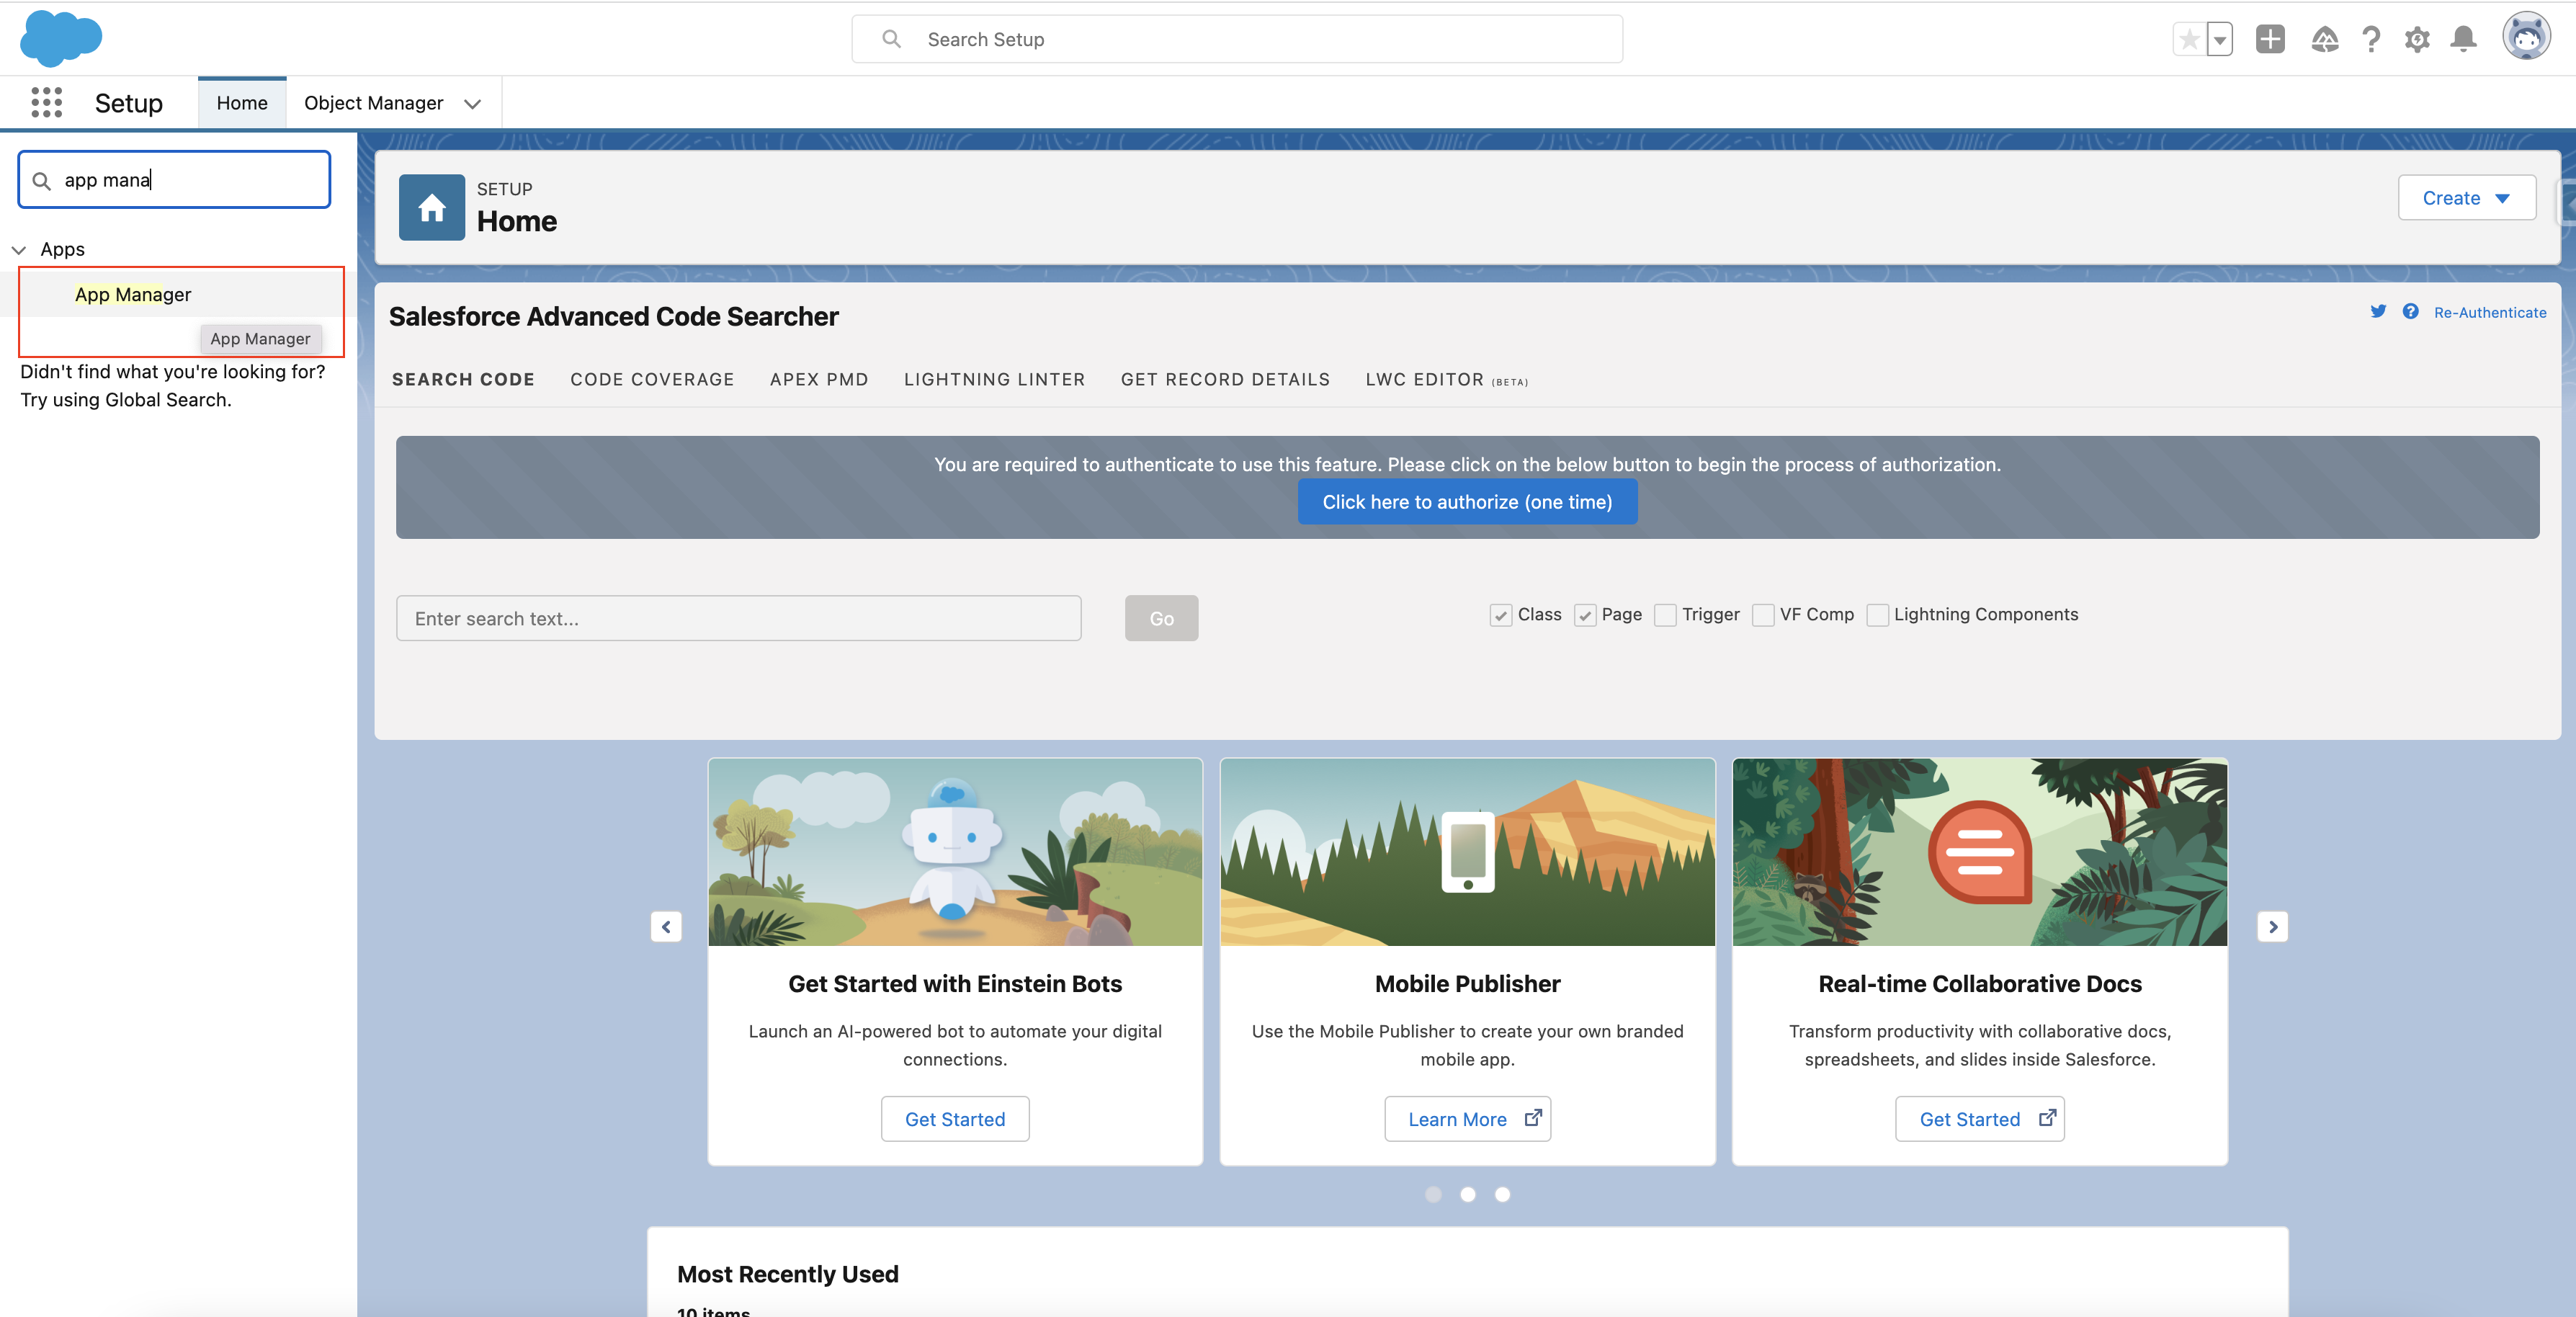 Search Setup
Setup
Home
Object Manager
app mana
Apps
App Manager
App Manager
Didn't find what you're looking for?
Try using Global Search.
SETUP
Home
Create
Salesforce Advanced Code Searcher
Re-Authenticate
SEARCH CODE
CODE COVERAGE
APEX PMD
LIGHTNING LINTER
GET RECORD DETAILS
LWC EDITOR (BETA)
You are required to authenticate to use this feature. Please click on the below button to begin the process of authorization.
Click here to authorize (one time)
Enter search text...
Go
Class
Page
Trigger
VF Comp
Lightning Components
Get Started with Einstein Bots
Launch an AI-powered bot to automate your digital
connections.
Get Started
Mobile Publisher
Use the Mobile Publisher to create your own branded
mobile app.
Learn More
Real-time Collaborative Docs
Transform productivity with collaborative docs,
spreadsheets, and slides inside Salesforce.
Get Started
Most Recently Used
10 items